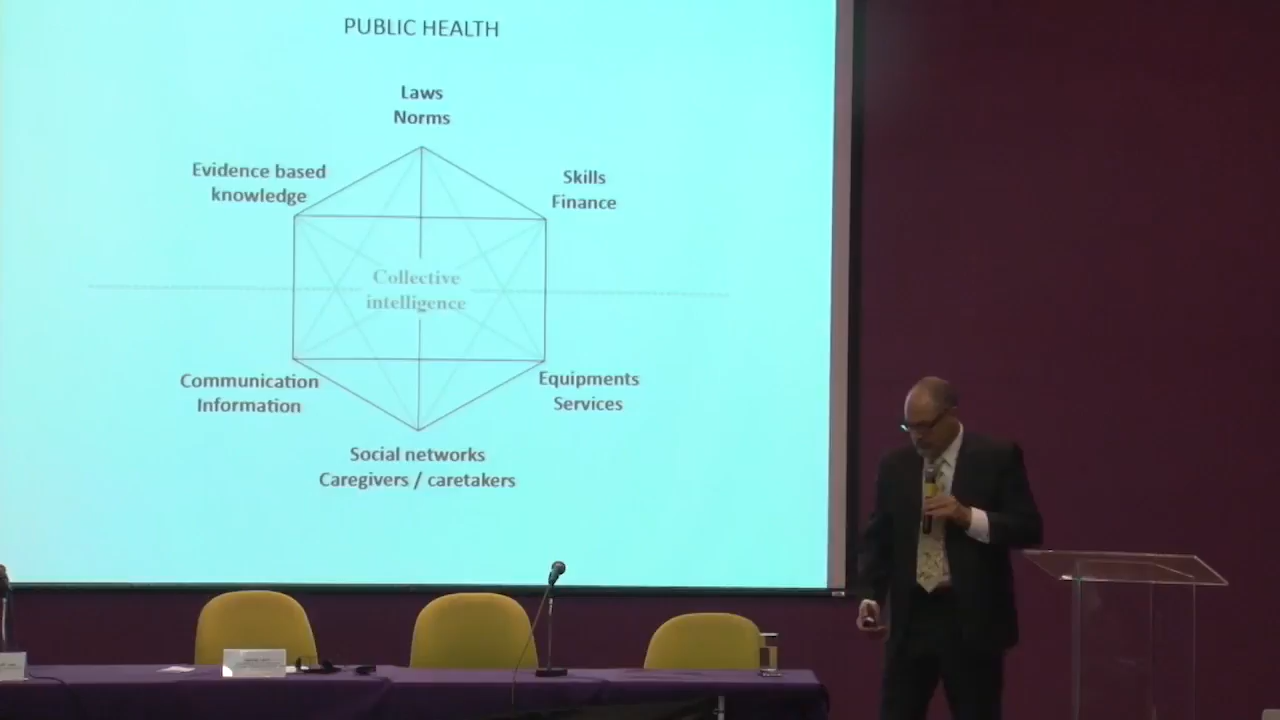 PUBLIC HEALTH
Laws
Norms
Evidence based
knowledge
Skills
Finance
Collective
intelligence
Communication
Information
Equipments
Services
Social networks
Caregivers / caretakers